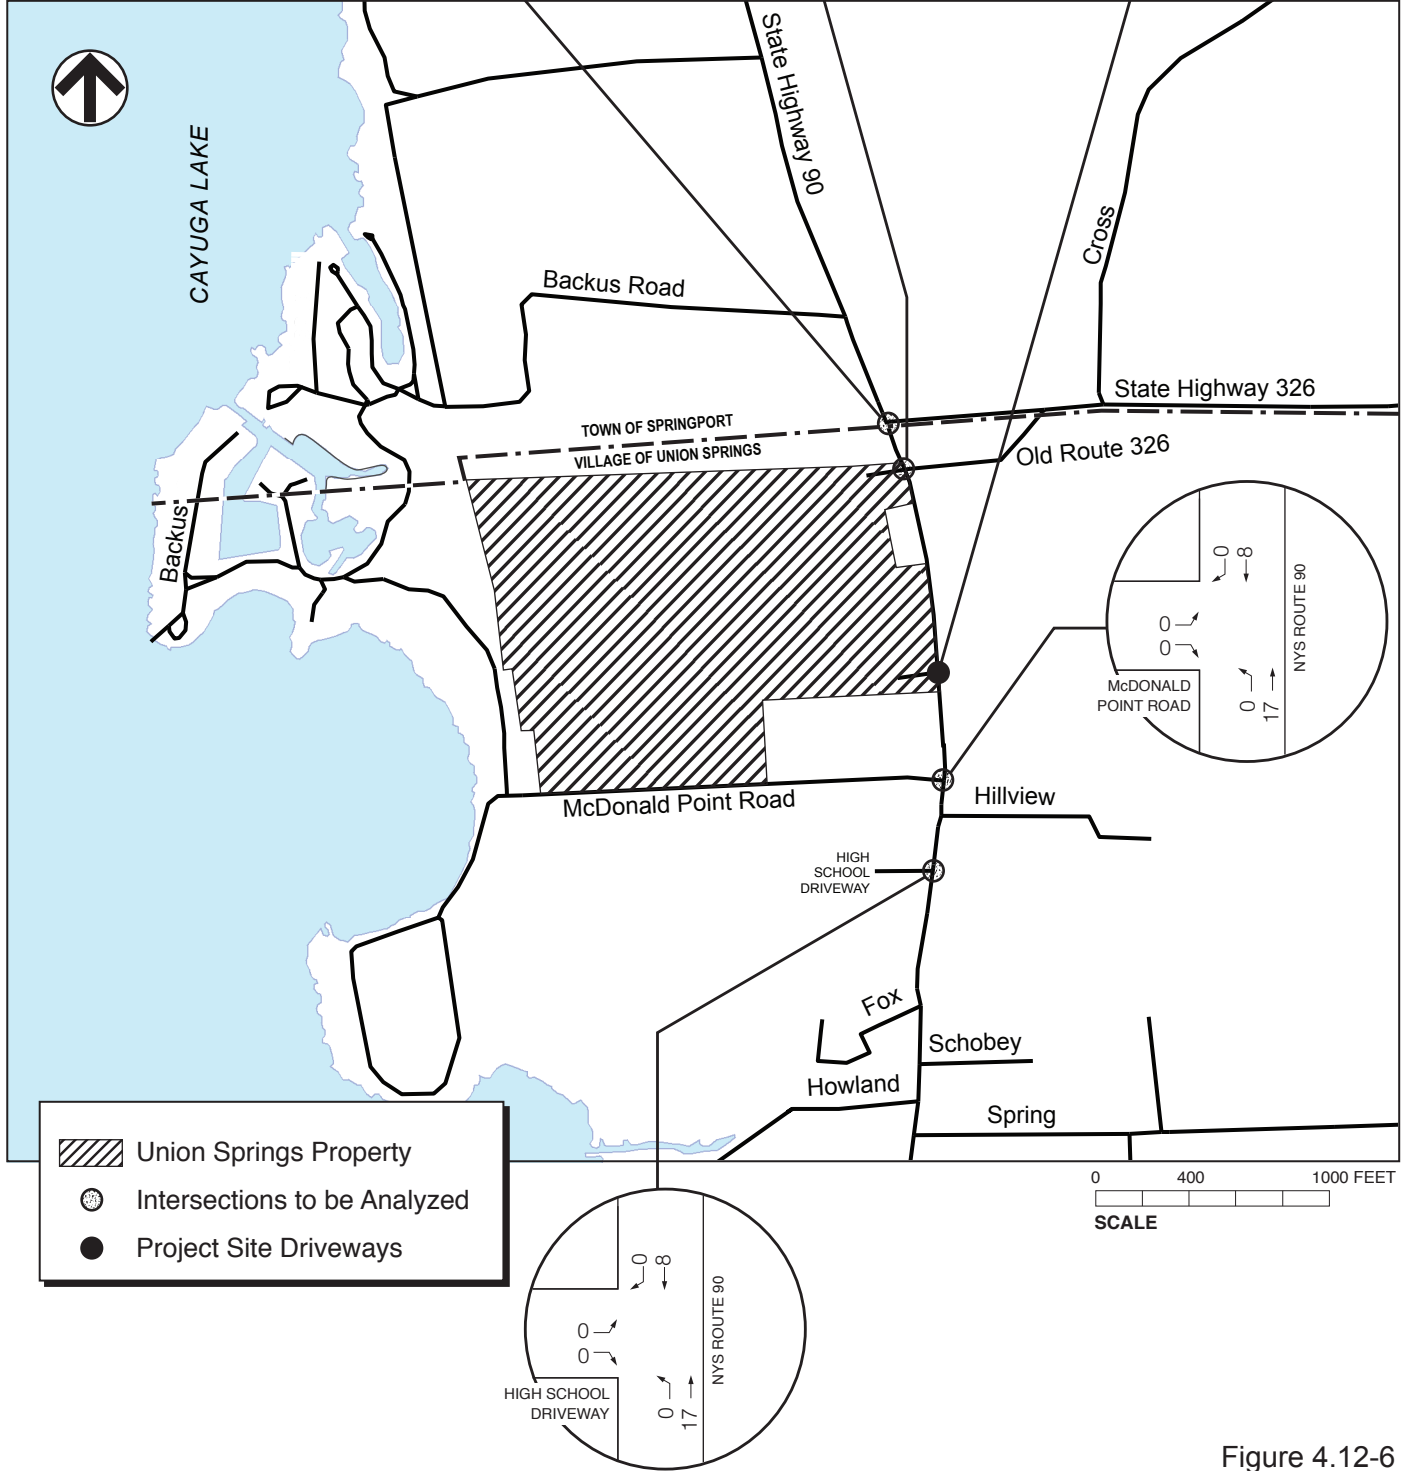 State Highway 90
CAYUGA LAKE
Cross
Backus Road
State Highway 326
TOWN OF SPRINGPORT
VILLAGE OF UNION SPRINGS
Old Route 326
Backus
0
8
0
0
NYS ROUTE 90
McDONALD
POINT ROAD
0
17
McDonald Point Road
Hillview
HIGH
SCHOOL
DRIVEWAY
Fox
Schobey
Howland
Spring
Union Springs Property
Intersections to be Analyzed
Project Site Driveways
0 400 1000 FEET
SCALE
0
8
0
0
NYS ROUTE 90
HIGH SCHOOL
DRIVEWAY
0
17
Figure 4.12-6